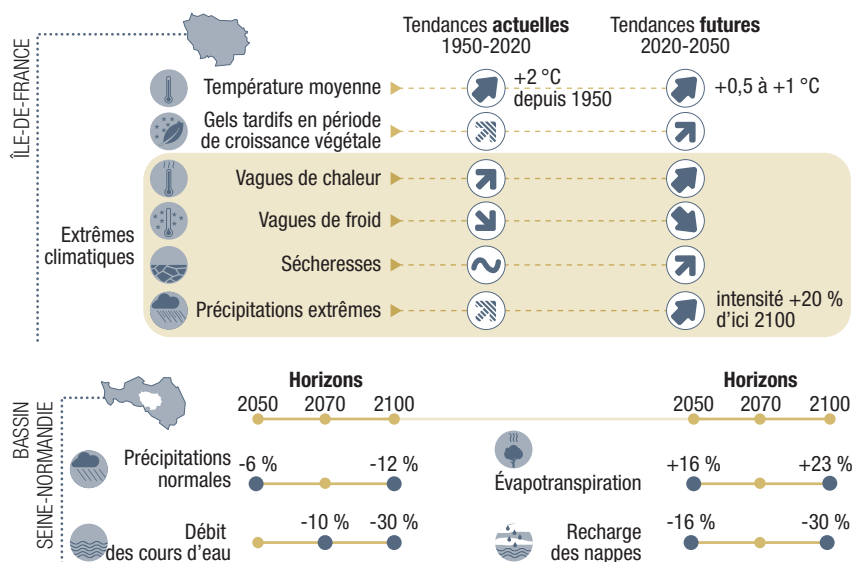 ÎLE-DE-FRANCE
Tendances actuelles
1950-2020
Tendances futures
2020-2050
Température moyenne
+2 °C
depuis 1950
+0,5 à +1 °C
Gels tardifs en période
de croissance végétale
Extrêmes
climatiques
Vagues de chaleur
Vagues de froid
Sécheresses
Précipitations extrêmes
intensité +20 %
d'ici 2100
BASSIN
SEINE-NORMANDIE
Horizons
2050 2070 2100
Horizons
2050 2070 2100
Précipitations
normales
-6 % -12 %
Évapotranspiration
+16 % +23 %
Débit
des cours d'eau
-10 % -30 %
Recharge
des nappes
-16 % -30 %